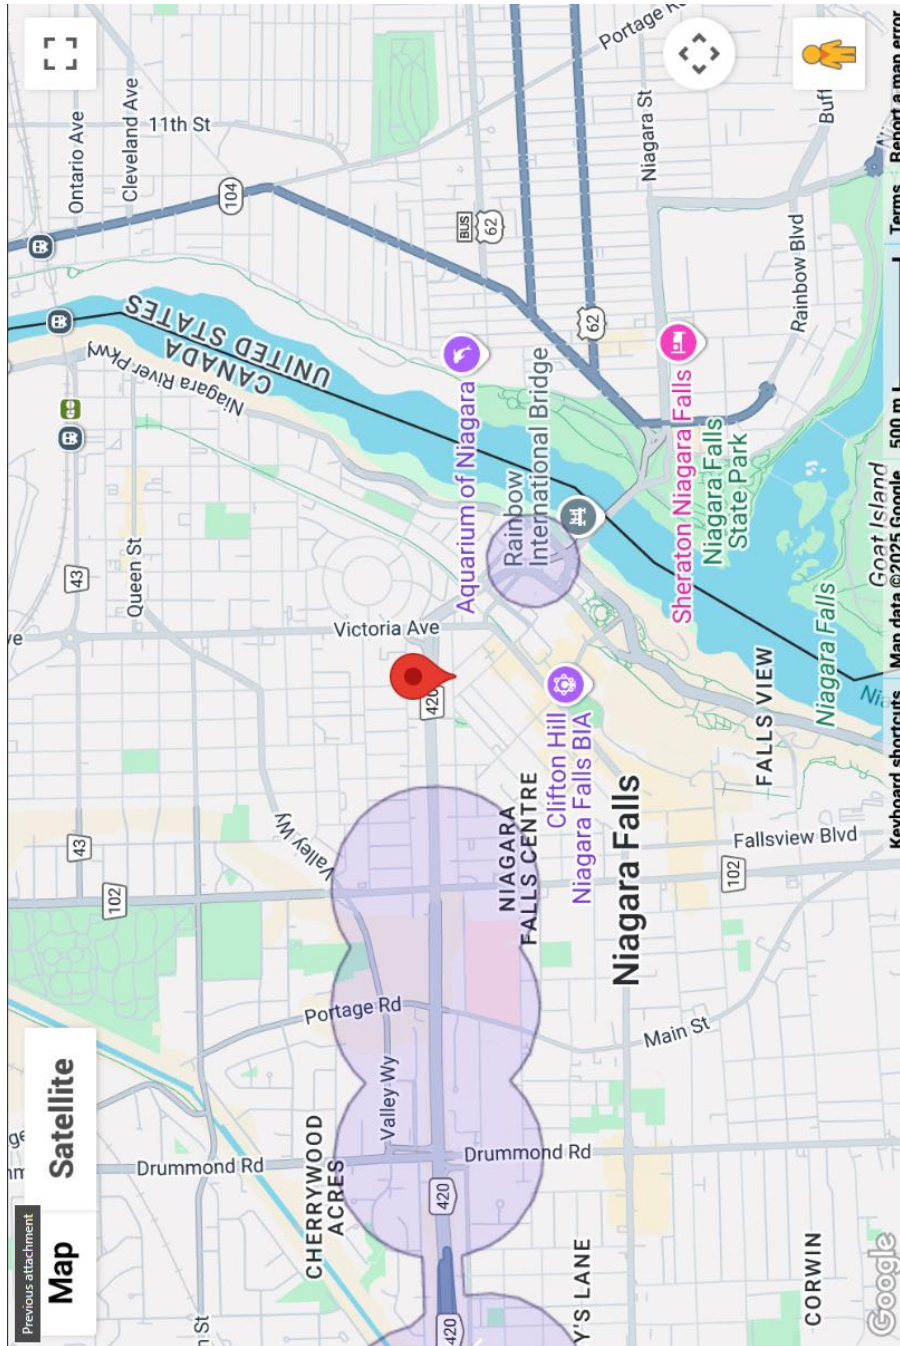 Previous attachment
Map
Satellite
Ontario Ave
Cleveland Ave
11th St
104
Portage Rd
BUS
62
62
Niagara St
Buff
Rainbow Blvd
CANADA
UNITED STATES
Niagara River Pkwy
Aquarium of Niagara
Rainbow
International Bridge
Sheraton Niagara Falls
Niagara Falls
State Park
Goat Island
Niagara Falls
GO
43
Queen St
Victoria Ave
420
Clifton Hill
Niagara Falls BIA
FALLS VIEW
NIAGARA
FALLS CENTRE
Niagara Falls
Fallsview Blvd
43
Valley Wy
102
102
Portage Rd
Main St
Valley Wy
CHERRYWOOD
ACRES
Drummond Rd
Drummond Rd
420
420
Y'S LANE
CORWIN
Google
Keyboard shortcuts
Map data ©2025 Google
500 m
Terms
Report a map error